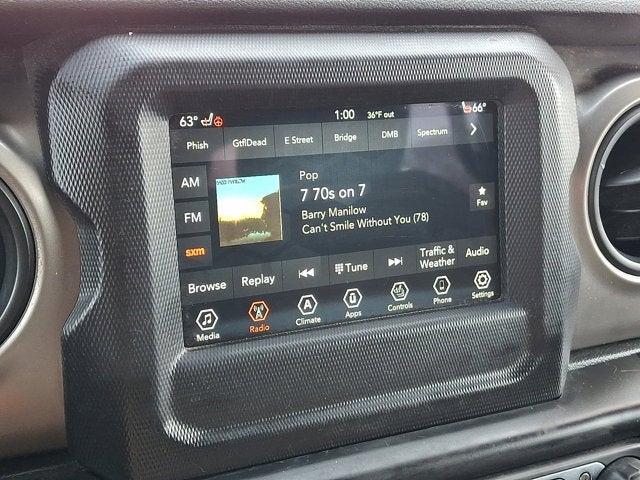 63° 1:00 36°F out 66°
Phish GtflDead E Street Bridge DMB Spectrum
AM
FM
sxm
Pop
7 70s on 7
Barry Manilow
Can't Smile Without You (78)
Fav
Browse Replay Tune Traffic & Weather Audio
Media Radio Climate Apps Controls Phone Settings